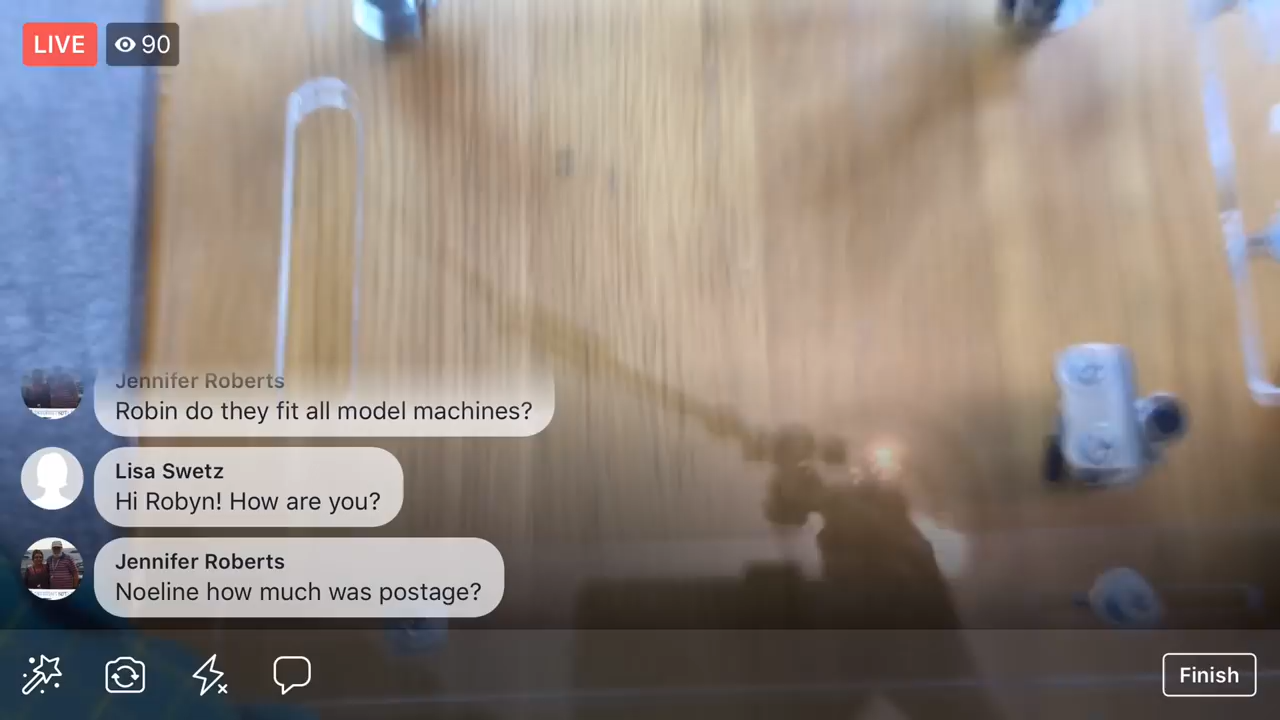 LIVE
90
Jennifer Roberts
Robin do they fit all model machines?
Lisa Swetz
Hi Robyn! How are you?
Jennifer Roberts
Noeline how much was postage?
Finish